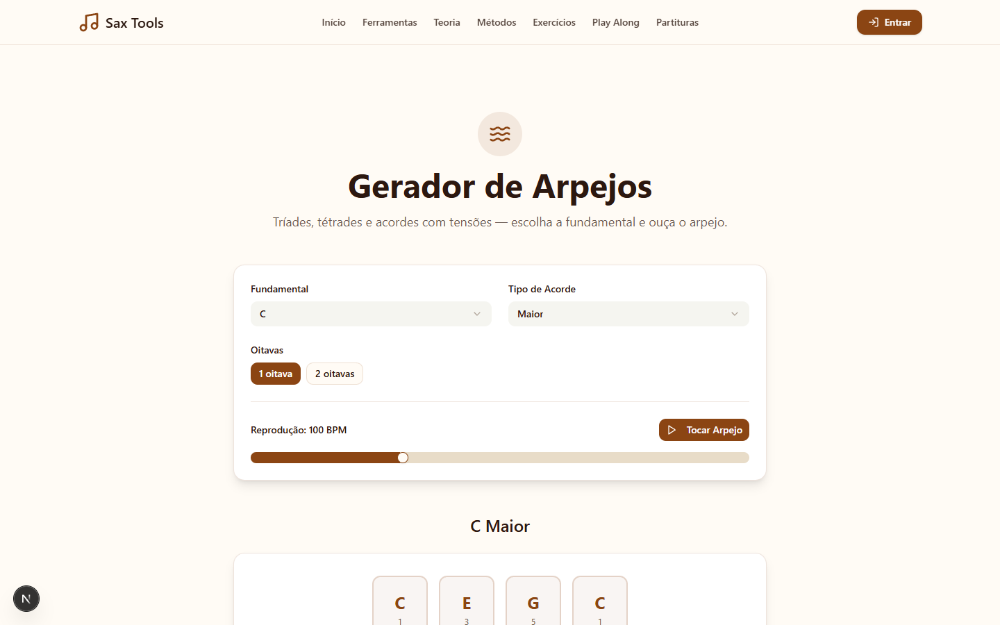 Sax Tools
Início
Ferramentas
Teoria
Métodos
Exercícios
Play Along
Partituras
Entrar
Gerador de Arpejos
Tríades, tétrades e acordes com tensões — escolha a fundamental e ouça o arpejo.
Fundamental
Tipo de Acorde
C
Maior
Oitavas
1 oitava
2 oitavas
Reprodução: 100 BPM
Tocar Arpejo
C Maior
C
E
G
C
1
3
5
1
N